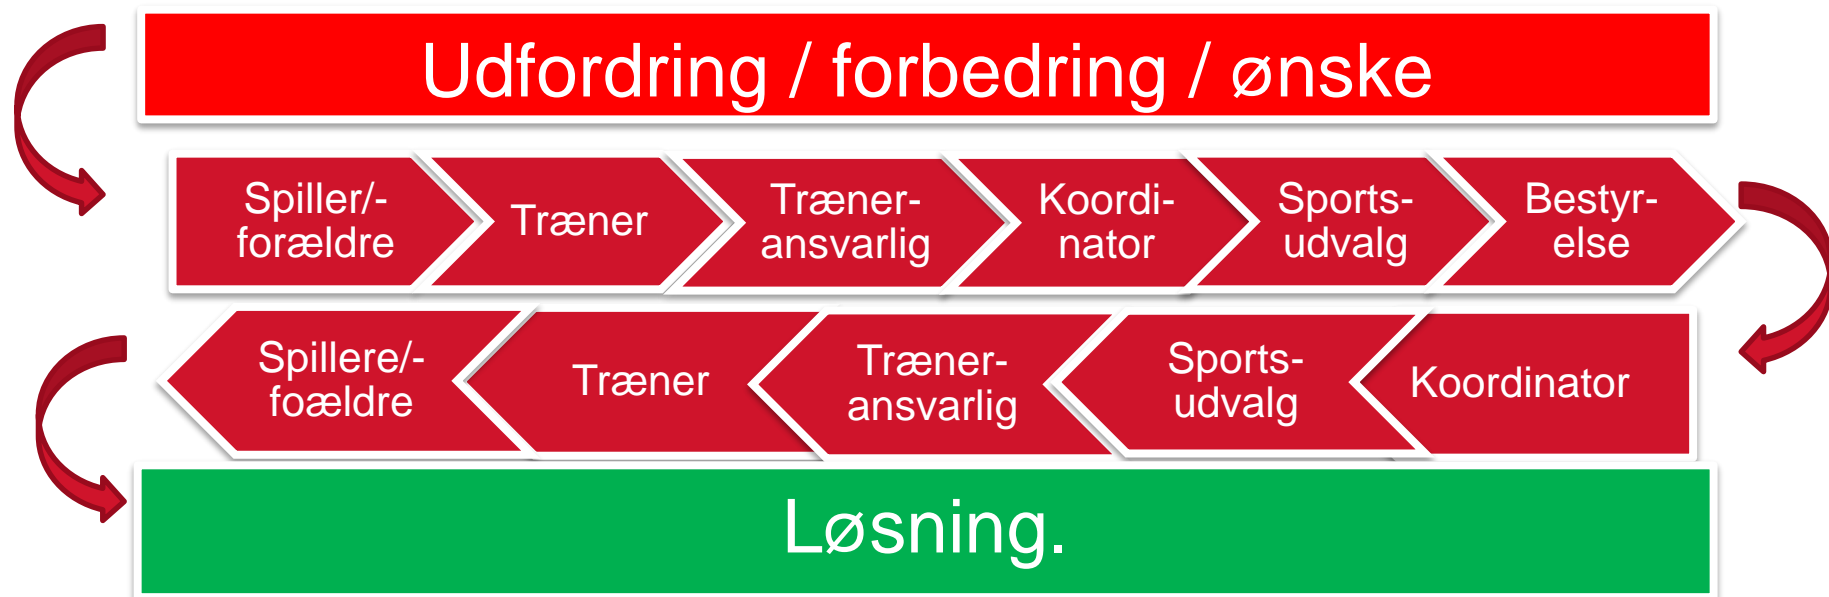 Udfordring / forbedring / ønske
Spiller/-
forældre
Træner
Træner-
ansvarlig
Koordi-
nator
Sports-
udvalg
Bestyr-
else
Spillere/-
foældre
Træner
Træner-
ansvarlig
Sports-
udvalg
Koordinator
Løsning.